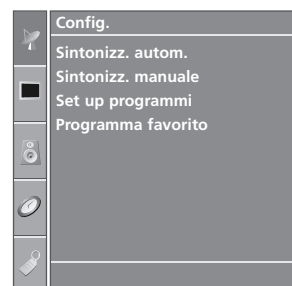 Config.
Sintonizz. autom.
Sintonizz. manuale
Set up programmi
Programma favorito